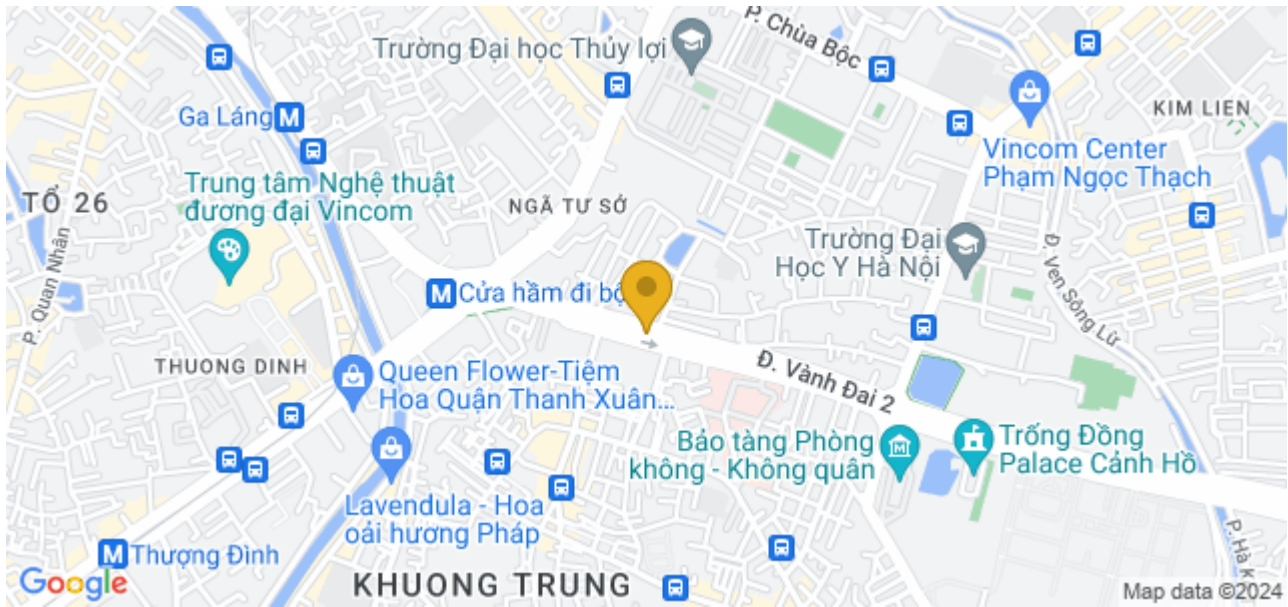 Trường Đại học Thủy lợi
P. Chùa Bộc
Ga Láng
M
KIM LIEN
Vincom Center
Phạm Ngọc Thạch
Trung tâm Nghệ thuật
đương đại Vincom
TỔ 26
NGÃ TƯ SỞ
P. Quan Nhân
Trường Đại
Học Y Hà Nội
Đ. Ven Sông Lừ
M
Cửa hầm đi bộ
THUONG DINH
Queen Flower-Tiệm
Hoa Quận Thanh Xuân...
Đ. Vành Đai 2
Bảo tàng Phòng
không - Không quân
M
Trống Đồng
Palace Cảnh Hồ
Lavendula - Hoa
oải hương Pháp
P. Hà K
M
Thượng Đình
KHUONG TRUNG
Google
Map data ©2024